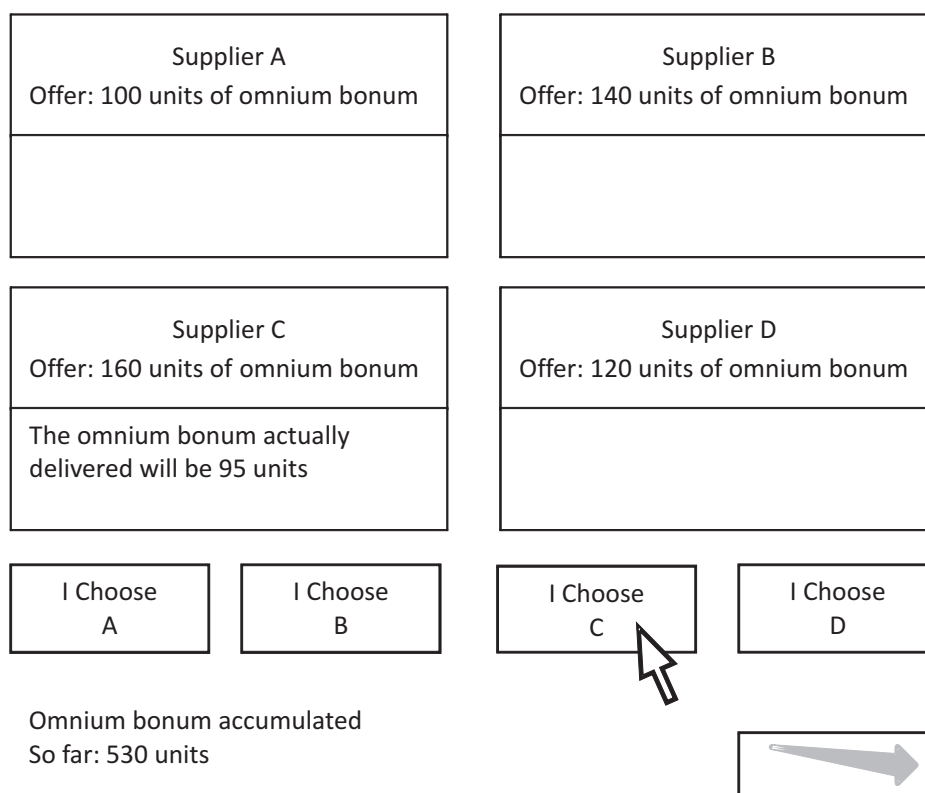 Supplier A
Offer: 100 units of omnium bonum
Supplier B
Offer: 140 units of omnium bonum
Supplier C
Offer: 160 units of omnium bonum
The omnium bonum actually
delivered will be 95 units
Supplier D
Offer: 120 units of omnium bonum
I Choose
A
I Choose
B
I Choose
C
I Choose
D
Omnium bonum accumulated
So far: 530 units